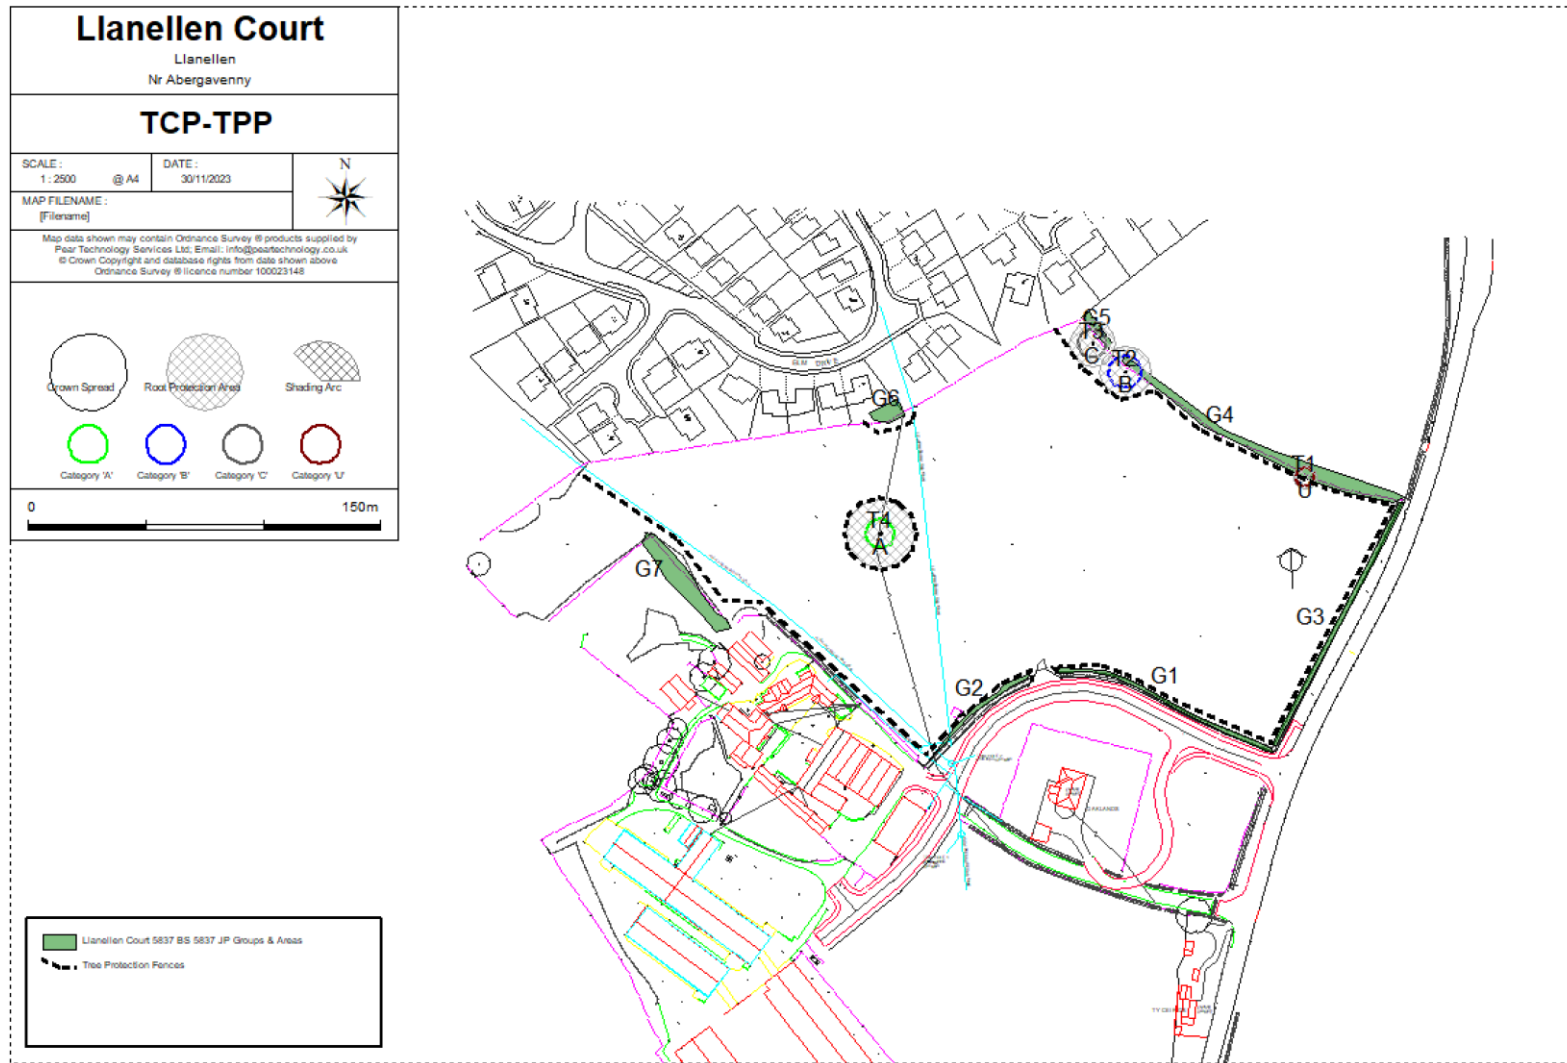 Llanellen Court
Llanellen
Nr Abergavenny
TCP-TPP
SCALE :
1 : 2500 @ A4
DATE :
30/11/2023
N
MAP FILENAME :
[Filename]
Map data shown may contain Ordnance Survey ® products supplied by
Pear Technology Services Ltd; Email: info@peartechnology.co.uk
© Crown Copyright and database rights from date shown above
Ordnance Survey ® licence number 100023148
Crown Spread
Root Protection Area
Shading Arc
Category 'A'
Category 'B'
Category 'C'
Category 'U'
0 150m
G5
T3
C
T2
B
G6
G4
T1
U
T4
A
G7
G3
G2
G1
ELM DRIVE
OAKLANDS
Llanellen Court 5837 BS 5837 JP Groups & Areas
Tree Protection Fences